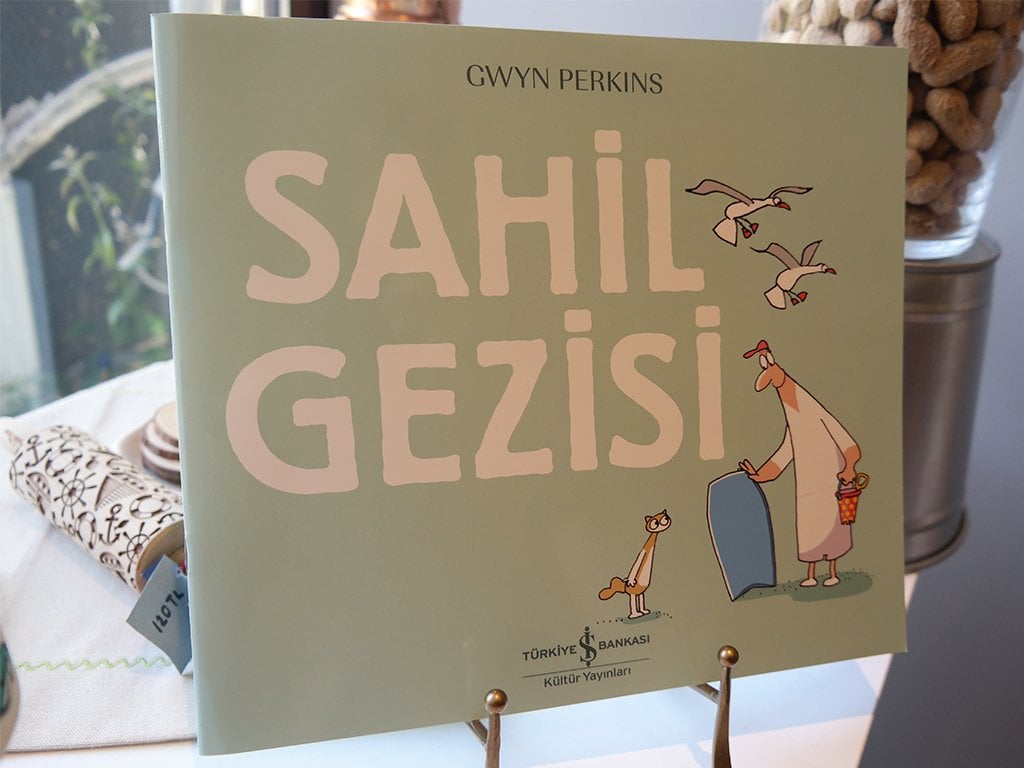 GWYN PERKINS
SAHİL
GEZİSİ
TÜRKİYE İŞ BANKASI
Kültür Yayınları
120TL